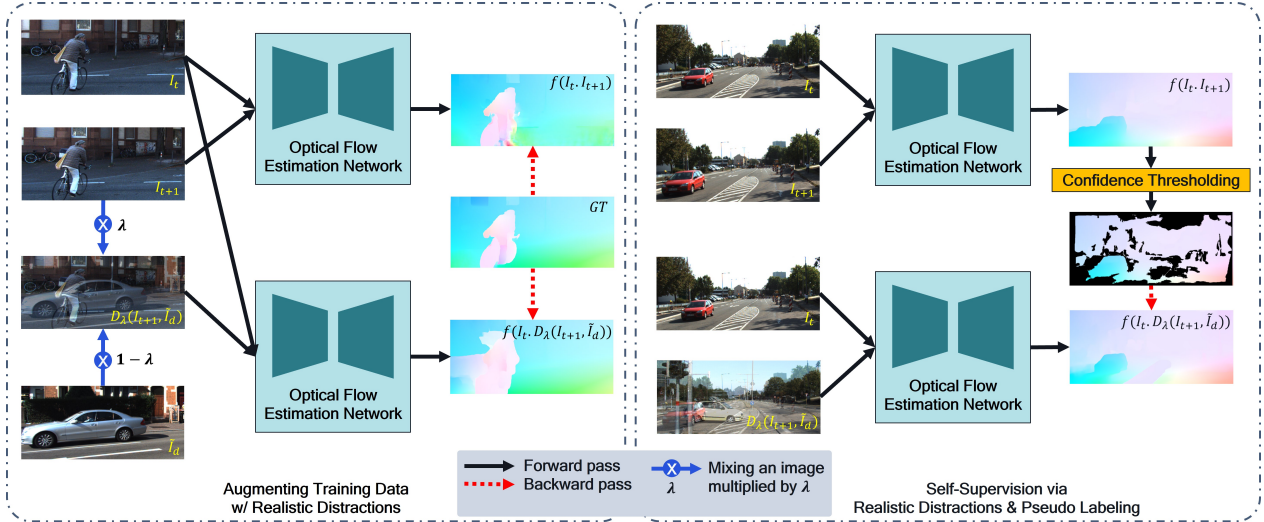 I_t
I_{t+1}
λ
D_λ(I_{t+1}, Ĩ_d)
1 − λ
Ĩ_d
Optical Flow
Estimation Network
Optical Flow
Estimation Network
f(I_t. I_{t+1})
GT
f(I_t. D_λ(I_{t+1}, Ĩ_d))
Augmenting Training Data
w/ Realistic Distractions
I_t
I_{t+1}
I_t
D_λ(I_{t+1}, Ĩ_d)
Optical Flow
Estimation Network
Optical Flow
Estimation Network
f(I_t. I_{t+1})
Confidence Thresholding
f(I_t. D_λ(I_{t+1}, Ĩ_d))
Self-Supervision via
Realistic Distractions & Pseudo Labeling
Forward pass
Backward pass
λ
Mixing an image
multiplied by λ